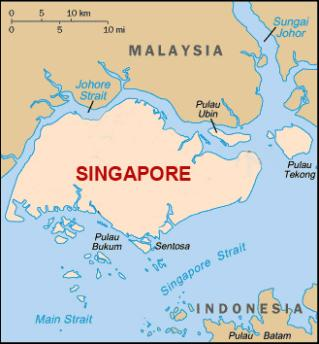 0 5 10 km
0 5 10 mi
Sungai
Johor
MALAYSIA
Johore
Strait
Pulau
Ubin
Pulau
Tekong
SINGAPORE
Pulau
Bukum
Sentosa
Singapore Strait
Main Strait
INDONESIA
Pulau Batam